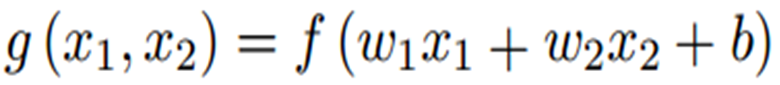 g (x₁, x₂) = f (w₁x₁ + w₂x₂ + b)